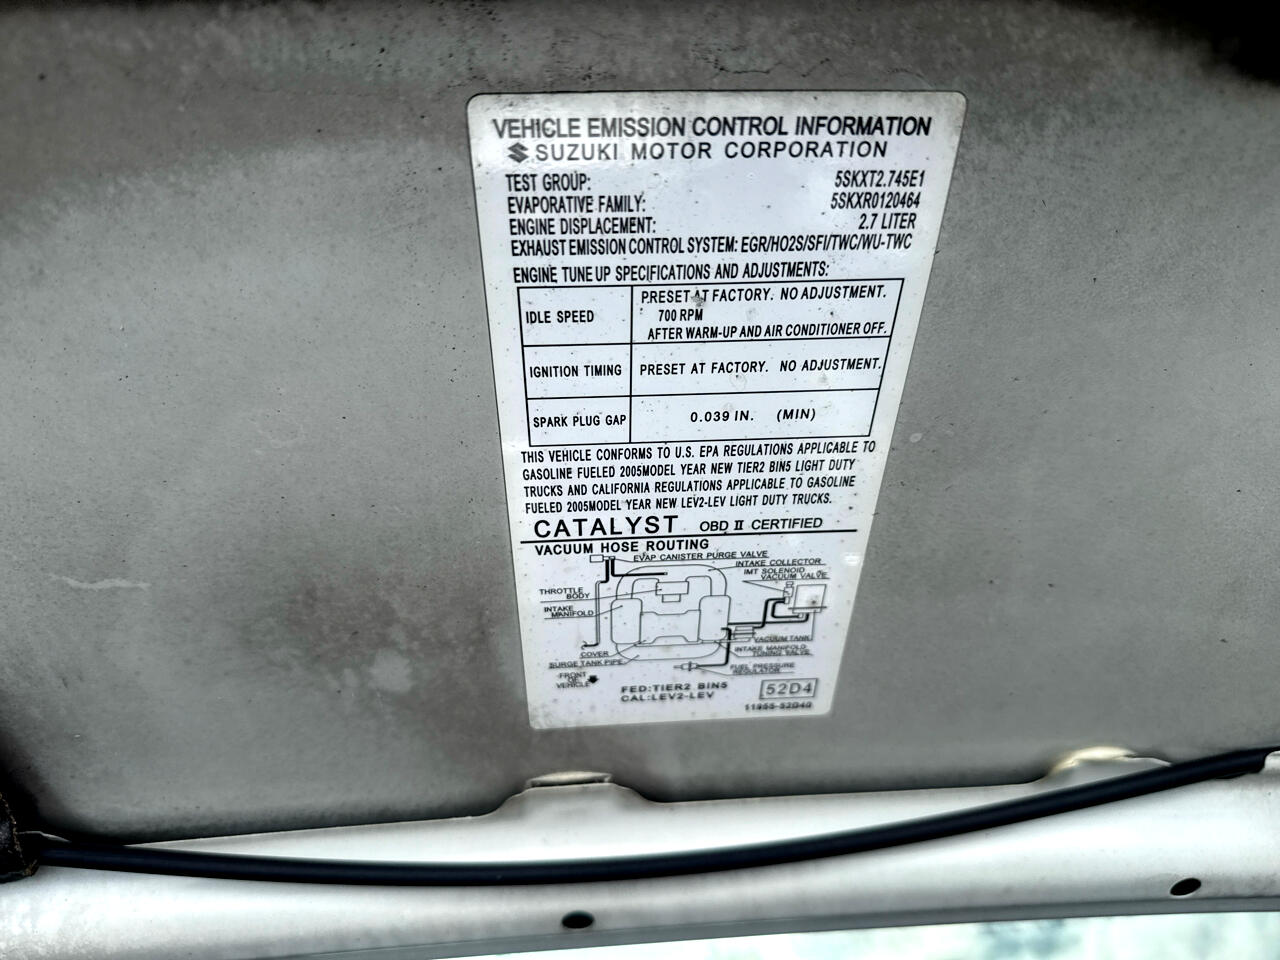 VEHICLE EMISSION CONTROL INFORMATION
SUZUKI MOTOR CORPORATION
TEST GROUP: 5SKXT2.745E1
EVAPORATIVE FAMILY: 5SKXR0120464
ENGINE DISPLACEMENT: 2.7 LITER
EXHAUST EMISSION CONTROL SYSTEM: EGR/HO2S/SFI/TWC/WU-TWC
ENGINE TUNE UP SPECIFICATIONS AND ADJUSTMENTS:
IDLE SPEED
PRESET AT FACTORY. NO ADJUSTMENT.
700 RPM
AFTER WARM-UP AND AIR CONDITIONER OFF.
IGNITION TIMING
PRESET AT FACTORY. NO ADJUSTMENT.
SPARK PLUG GAP
0.039 IN. (MIN)
THIS VEHICLE CONFORMS TO U.S. EPA REGULATIONS APPLICABLE TO
GASOLINE FUELED 2005MODEL YEAR NEW TIER2 BIN5 LIGHT DUTY
TRUCKS AND CALIFORNIA REGULATIONS APPLICABLE TO GASOLINE
FUELED 2005MODEL YEAR NEW LEV2-LEV LIGHT DUTY TRUCKS.
CATALYST OBD II CERTIFIED
VACUUM HOSE ROUTING
EVAP CANISTER PURGE VALVE
INTAKE COLLECTOR
IMT SOLENOID
VACUUM VALVE
THROTTLE
BODY
INTAKE
MANIFOLD
VACUUM TANK
COVER
INTAKE MANIFOLD
TUNING VALVE
SURGE TANK PIPE
FUEL PRESSURE
REGULATOR
FRONT
OF
VEHICLE
FED:TIER2 BIN5
CAL:LEV2-LEV
52D4
11955-52D40